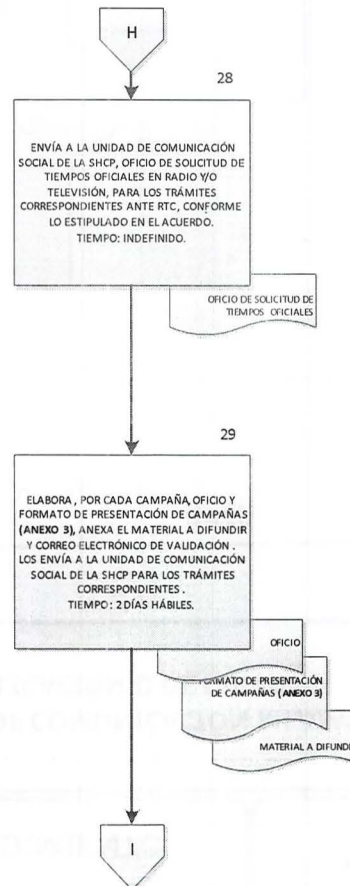 H
28
ENVÍA A LA UNIDAD DE COMUNICACIÓN
SOCIAL DE LA SHCP, OFICIO DE SOLICITUD DE
TIEMPOS OFICIALES EN RADIO Y/O
TELEVISIÓN, PARA LOS TRÁMITES
CORRESPONDIENTES ANTE RTC, CONFORME
LO ESTIPULADO EN EL ACUERDO.
TIEMPO: INDEFINIDO.
OFICIO DE SOLICITUD DE
TIEMPOS OFICIALES
29
ELABORA, POR CADA CAMPAÑA, OFICIO Y
FORMATO DE PRESENTACIÓN DE CAMPAÑAS
(ANEXO 3), ANEXA EL MATERIAL A DIFUNDIR
Y CORREO ELECTRÓNICO DE VALIDACIÓN.
LOS ENVÍA A LA UNIDAD DE COMUNICACIÓN
SOCIAL DE LA SHCP PARA LOS TRÁMITES
CORRESPONDIENTES.
TIEMPO: 2 DÍAS HÁBILES.
OFICIO
FORMATO DE PRESENTACIÓN
DE CAMPAÑAS (ANEXO 3)
MATERIAL A DIFUNDI
I